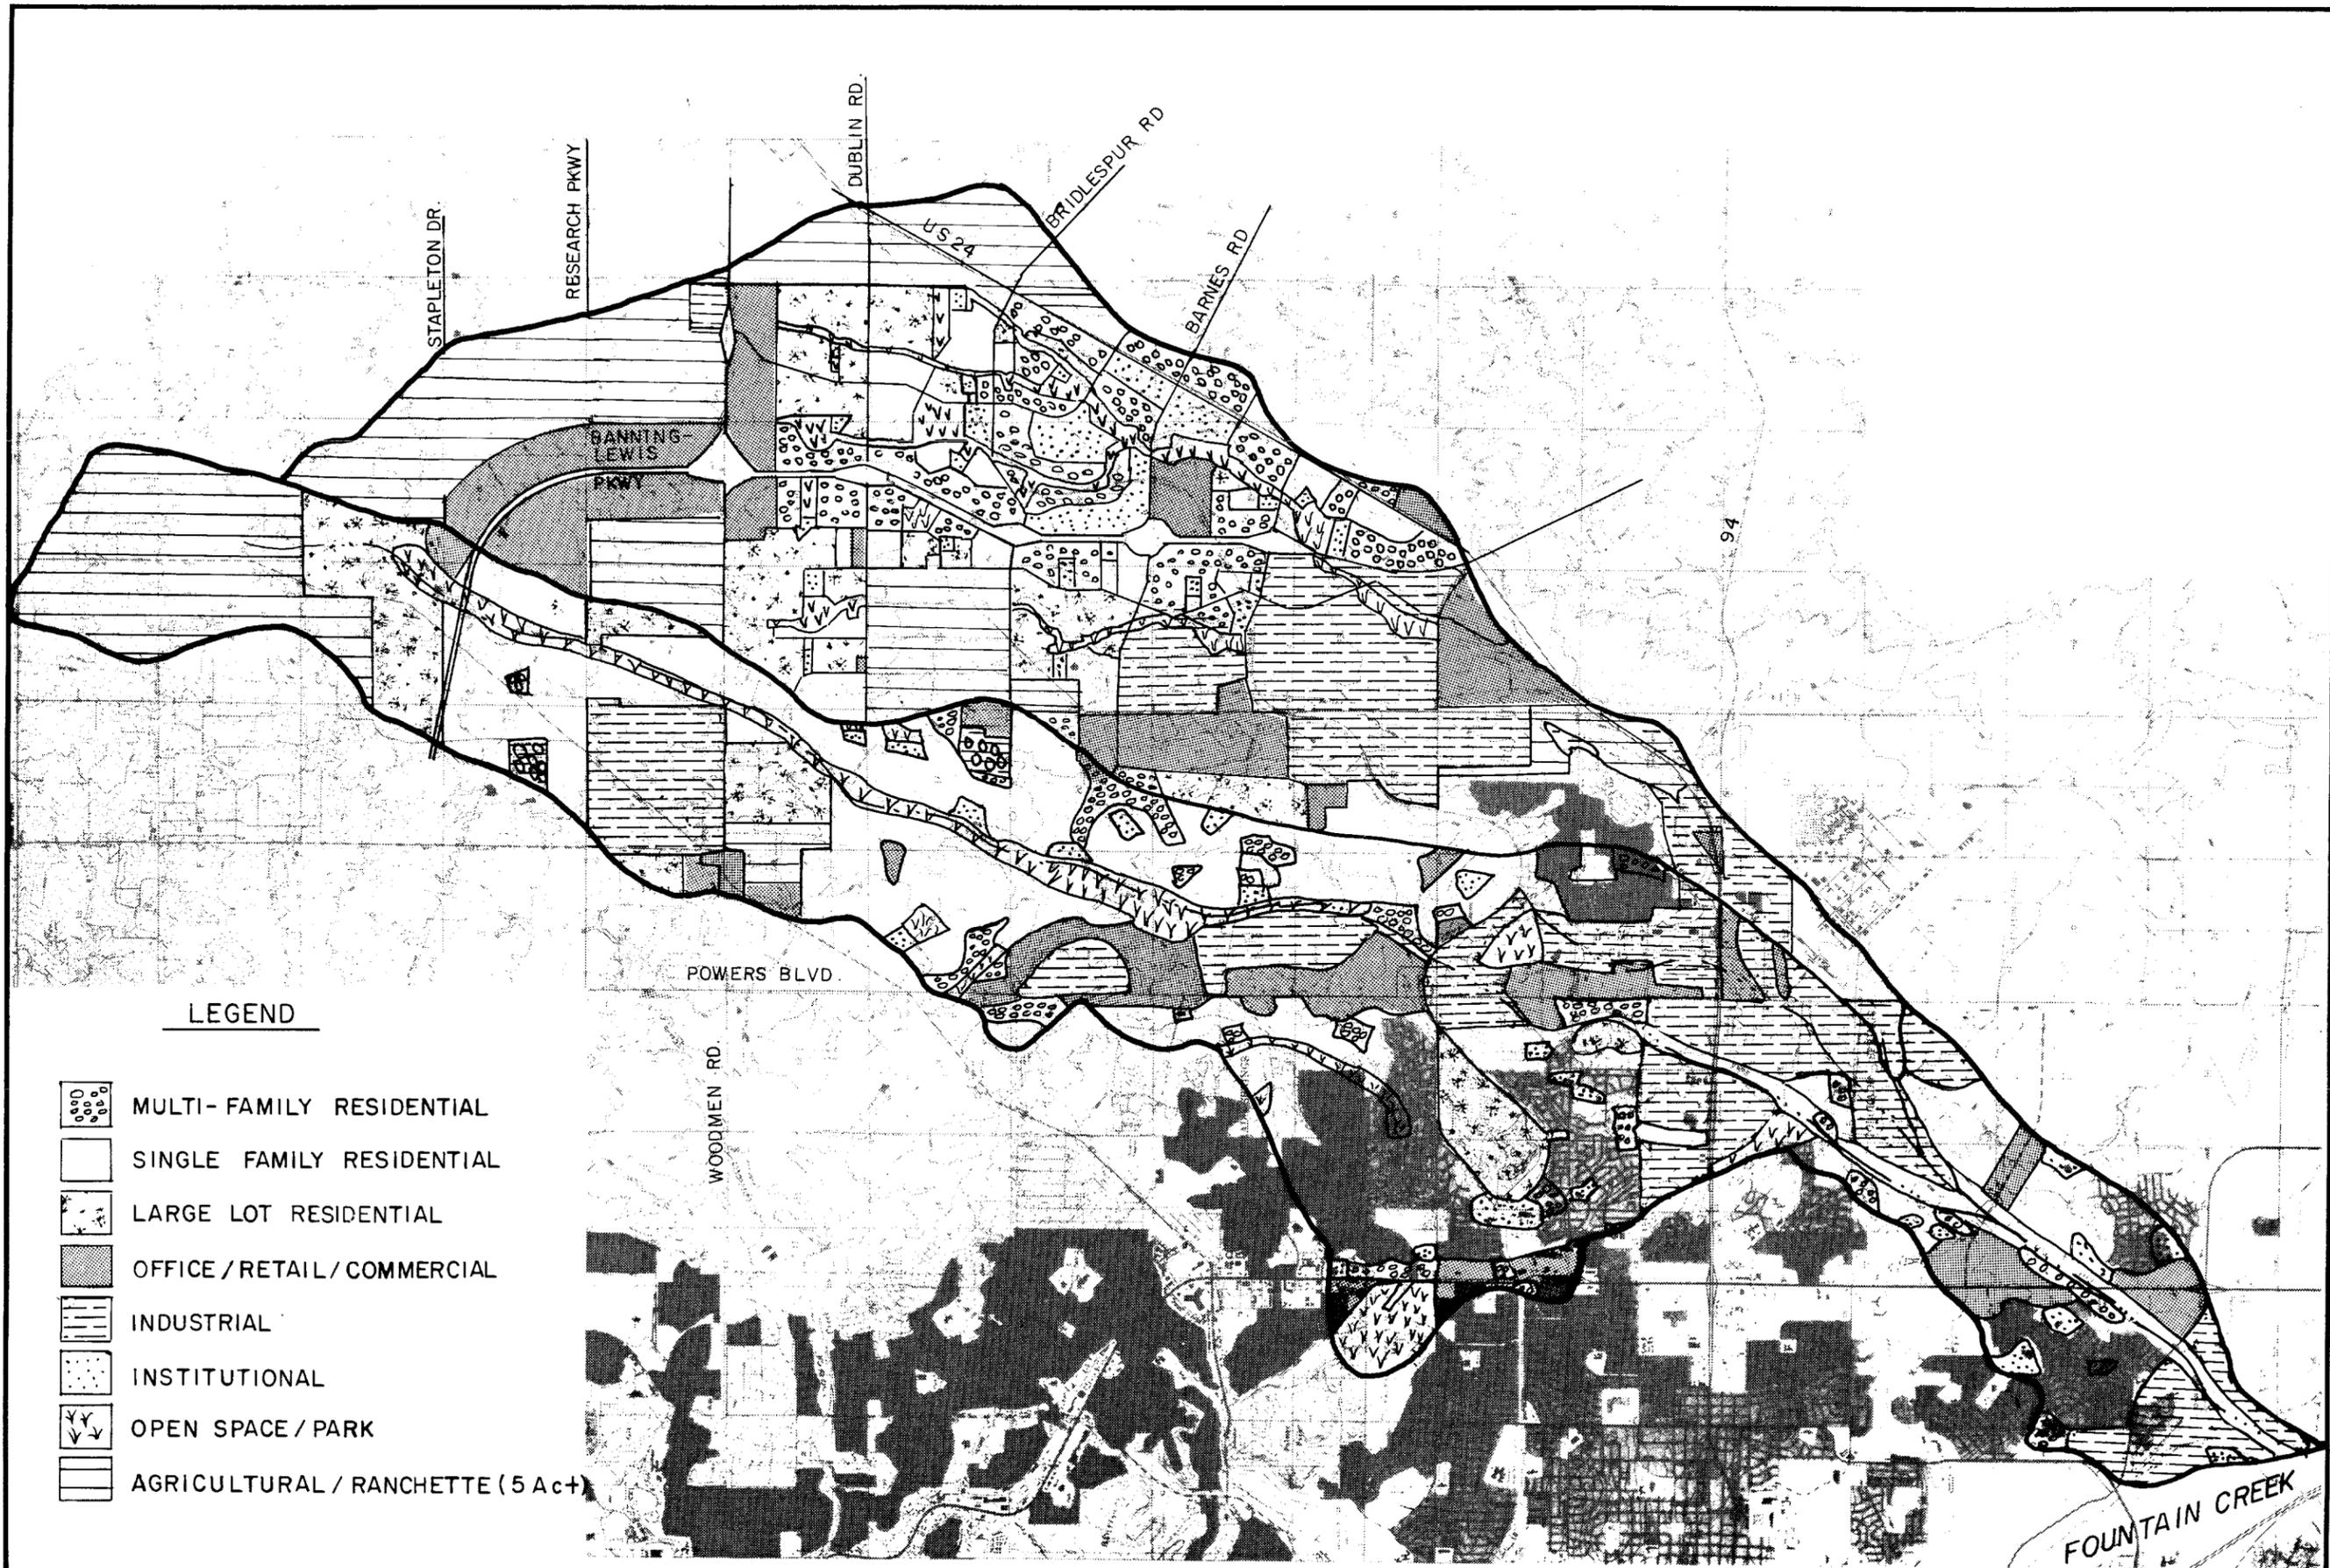 DUBLIN RD.
BRIDLESPUR RD
RESEARCH PKWY
STAPLETON DR.
US 24
BARNES RD
BANNING-
LEWIS
PKWY
94
POWERS BLVD.
WOODMEN RD.
LEGEND
MULTI-FAMILY RESIDENTIAL
SINGLE FAMILY RESIDENTIAL
LARGE LOT RESIDENTIAL
OFFICE/RETAIL/COMMERCIAL
INDUSTRIAL
INSTITUTIONAL
OPEN SPACE/PARK
AGRICULTURAL/RANCHETTE (5 Ac+)
FOUNTAIN CREEK